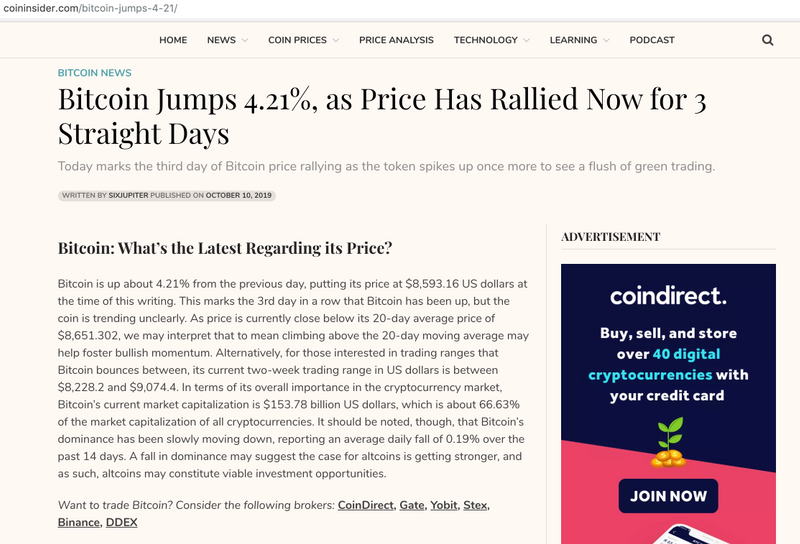 coininsider.com/bitcoin-jumps-4-21/
HOME NEWS COIN PRICES PRICE ANALYSIS TECHNOLOGY LEARNING PODCAST
BITCOIN NEWS
Bitcoin Jumps 4.21%, as Price Has Rallied Now for 3
Straight Days
Today marks the third day of Bitcoin price rallying as the token spikes up once more to see a flush of green trading.
WRITTEN BY SIXJUPITER PUBLISHED ON OCTOBER 10, 2019
Bitcoin: What's the Latest Regarding its Price?
Bitcoin is up about 4.21% from the previous day, putting its price at $8,593.16 US dollars at
the time of this writing. This marks the 3rd day in a row that Bitcoin has been up, but the
coin is trending unclearly. As price is currently close below its 20-day average price of
$8,651.302, we may interpret that to mean climbing above the 20-day moving average may
help foster bullish momentum. Alternatively, for those interested in trading ranges that
Bitcoin bounces between, its current two-week trading range in US dollars is between
$8,228.2 and $9,074.4. In terms of its overall importance in the cryptocurrency market,
Bitcoin's current market capitalization is $153.78 billion US dollars, which is about 66.63%
of the market capitalization of all cryptocurrencies. It should be noted, though, that Bitcoin's
dominance has been slowly moving down, reporting an average daily fall of 0.19% over the
past 14 days. A fall in dominance may suggest the case for altcoins is getting stronger, and
as such, altcoins may constitute viable investment opportunities.
Want to trade Bitcoin? Consider the following brokers: CoinDirect, Gate, Yobit, Stex,
Binance, DDEX
ADVERTISEMENT
coindirect.
Buy, sell, and store
over 40 digital
cryptocurrencies with
your credit card
JOIN NOW